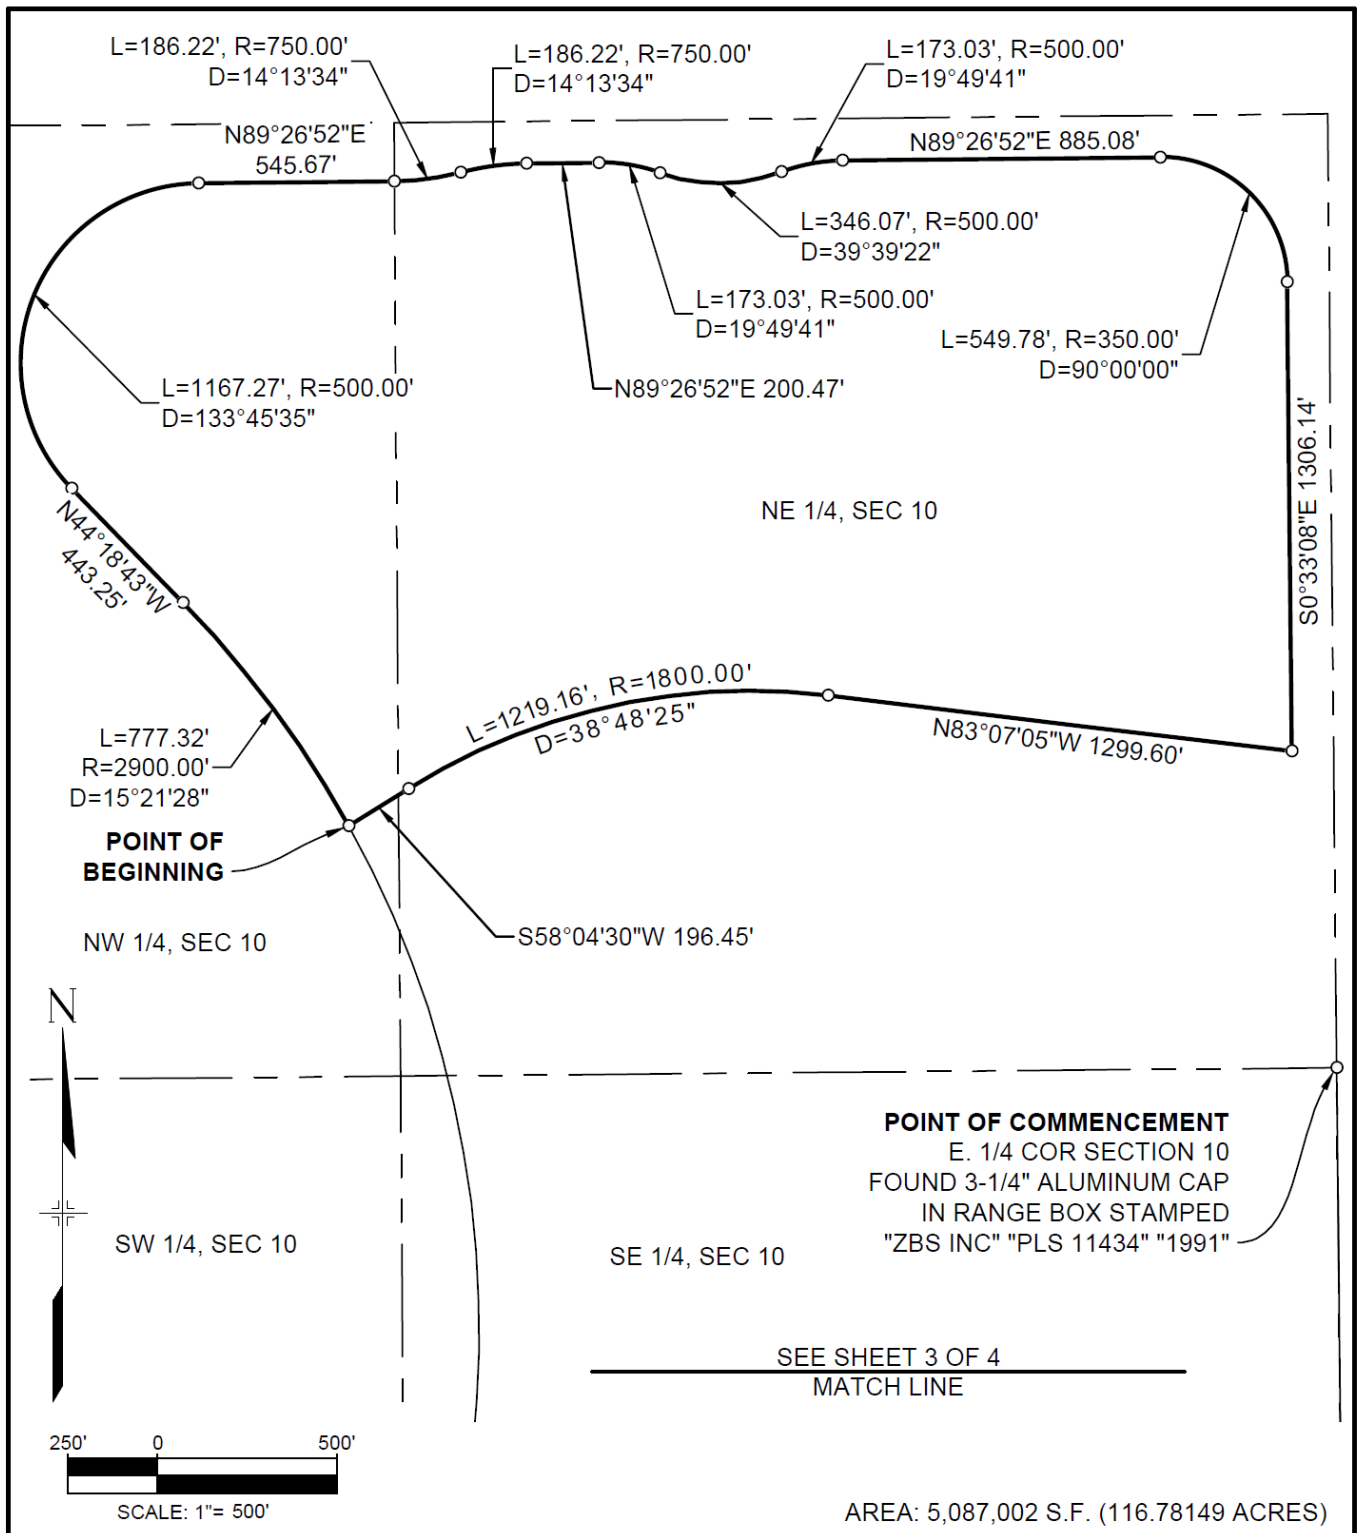 L=186.22', R=750.00'
D=14°13'34"
L=186.22', R=750.00'
D=14°13'34"
L=173.03', R=500.00'
D=19°49'41"
N89°26'52"E
545.67'
N89°26'52"E 885.08'
L=346.07', R=500.00'
D=39°39'22"
L=173.03', R=500.00'
D=19°49'41"
L=549.78', R=350.00'
D=90°00'00"
L=1167.27', R=500.00'
D=133°45'35"
N89°26'52"E 200.47'
S0°33'08"E 1306.14'
N44°18'43"W
443.25'
NE 1/4, SEC 10
L=1219.16', R=1800.00'
D=38°48'25"
N83°07'05"W 1299.60'
L=777.32'
R=2900.00'
D=15°21'28"
POINT OF
BEGINNING
S58°04'30"W 196.45'
NW 1/4, SEC 10
N
POINT OF COMMENCEMENT
E. 1/4 COR SECTION 10
FOUND 3-1/4" ALUMINUM CAP
IN RANGE BOX STAMPED
"ZBS INC" "PLS 11434" "1991"
SW 1/4, SEC 10
SE 1/4, SEC 10
SEE SHEET 3 OF 4
MATCH LINE
250' 0 500'
SCALE: 1"= 500'
AREA: 5,087,002 S.F. (116.78149 ACRES)